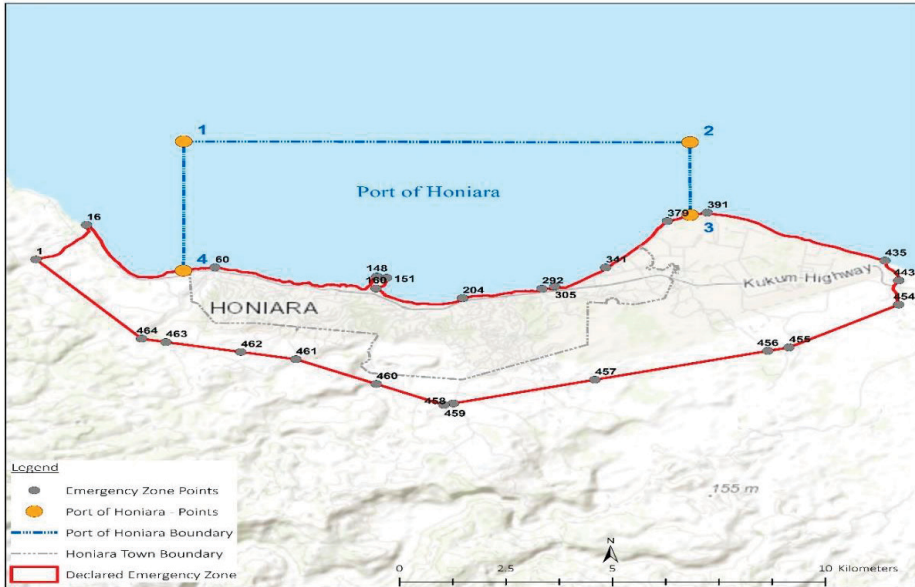 1
2
Port of Honiara
16
379
391
3
1
4
60
341
435
148
151
160
292
443
204
305
Kukum-Highway
HONIARA
454
464
463
462
461
456
455
460
457
458
459
155 m
Legend
Emergency Zone Points
Port of Honiara - Points
Port of Honiara Boundary
Honiara Town Boundary
Declared Emergency Zone
N
0
5
10 Kilometers
2.5